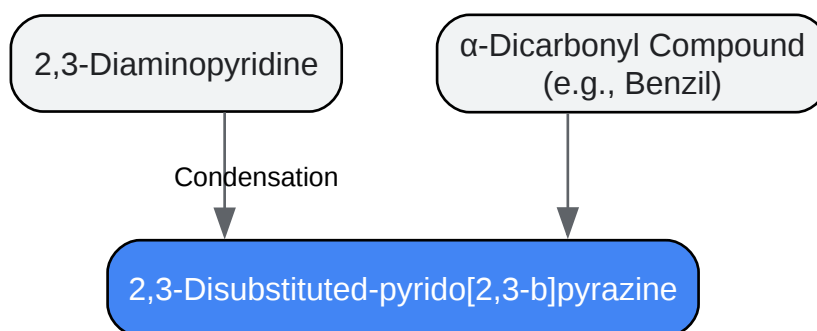 2,3-Diaminopyridine
α-Dicarbonyl Compound
(e.g., Benzil)
Condensation
2,3-Disubstituted-pyrido[2,3-b]pyrazine